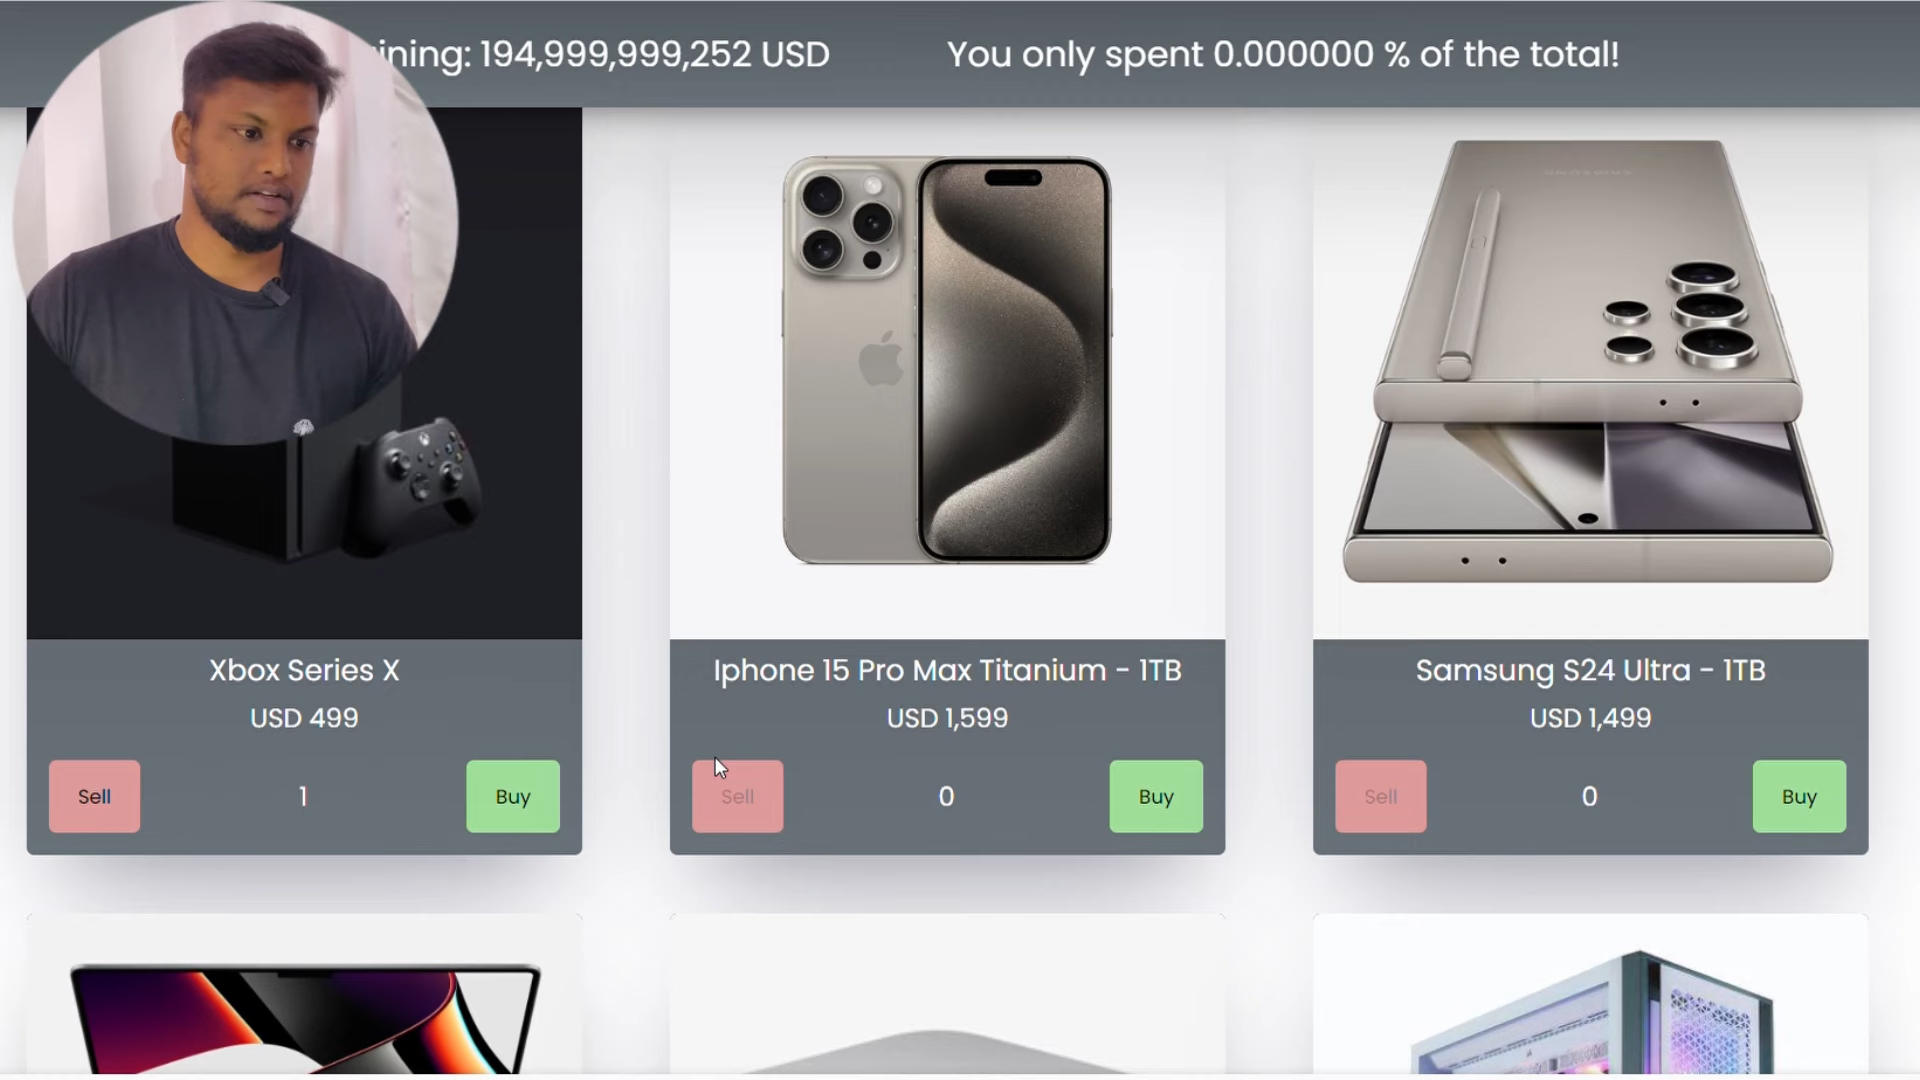 ining: 194,999,999,252 USD
You only spent 0.000000 % of the total!
SAMSUNG
Xbox Series X
USD 499
Sell
1
Buy
Iphone 15 Pro Max Titanium - 1TB
USD 1,599
Sell
0
Buy
Samsung S24 Ultra - 1TB
USD 1,499
Sell
0
Buy